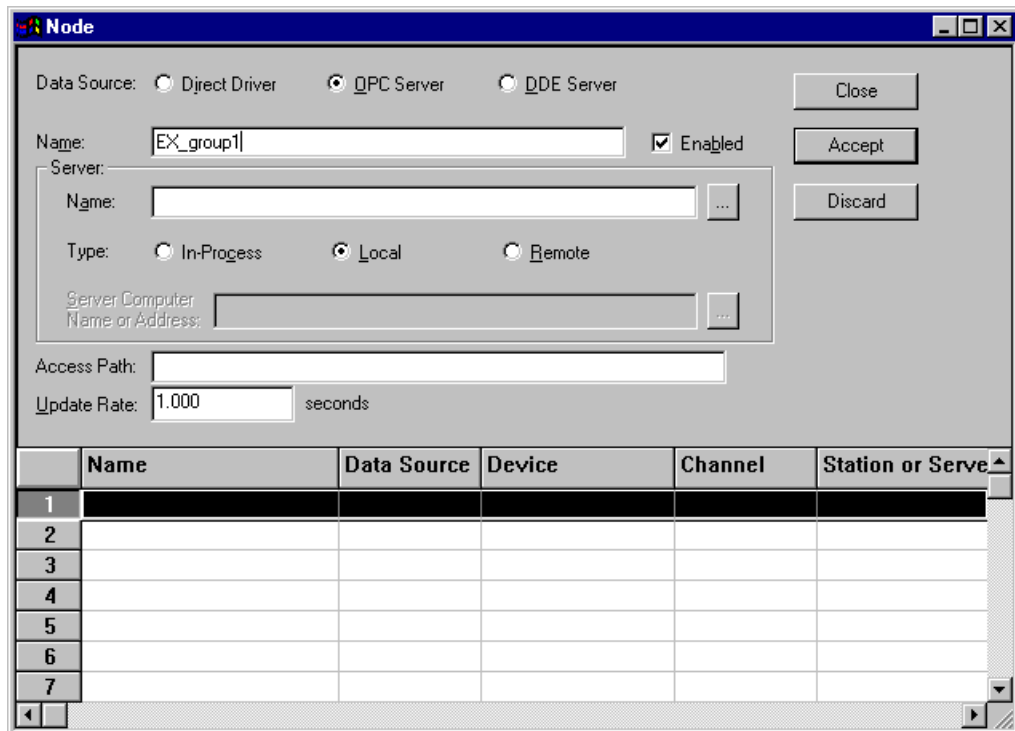 Node
Data Source: Direct Driver OPC Server DDE Server Close
Name: EX_group1 Enabled Accept
Server:
Name: ... Discard
Type: In-Process Local Remote
Server Computer
Name or Address: ...
Access Path:
Update Rate: 1.000 seconds
Name Data Source Device Channel Station or Serve
1
2
3
4
5
6
7